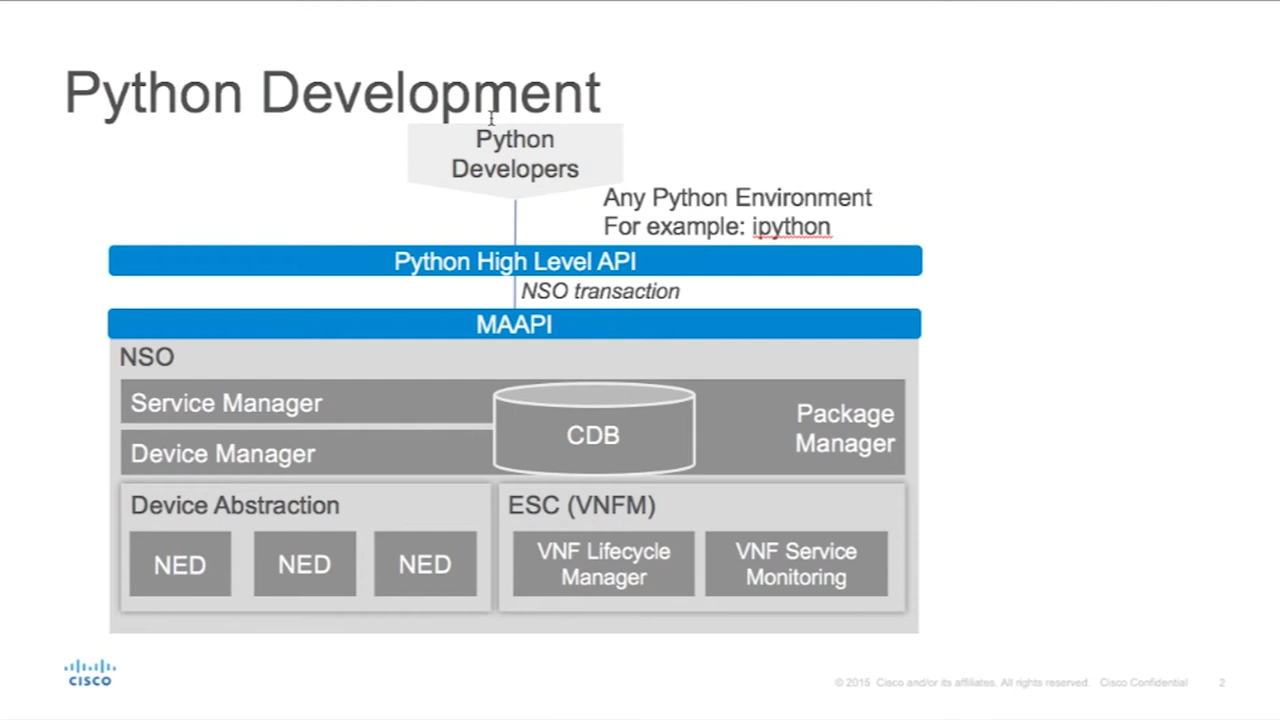 Python Development
Python
Developers
Any Python Environment
For example: ipython
Python High Level API
NSO transaction
MAAPI
NSO
Service Manager
Device Manager
CDB
Package
Manager
Device Abstraction
NED
NED
NED
ESC (VNFM)
VNF Lifecycle
Manager
VNF Service
Monitoring
CISCO
© 2015 Cisco and/or its affiliates. All rights reserved. Cisco Confidential
2